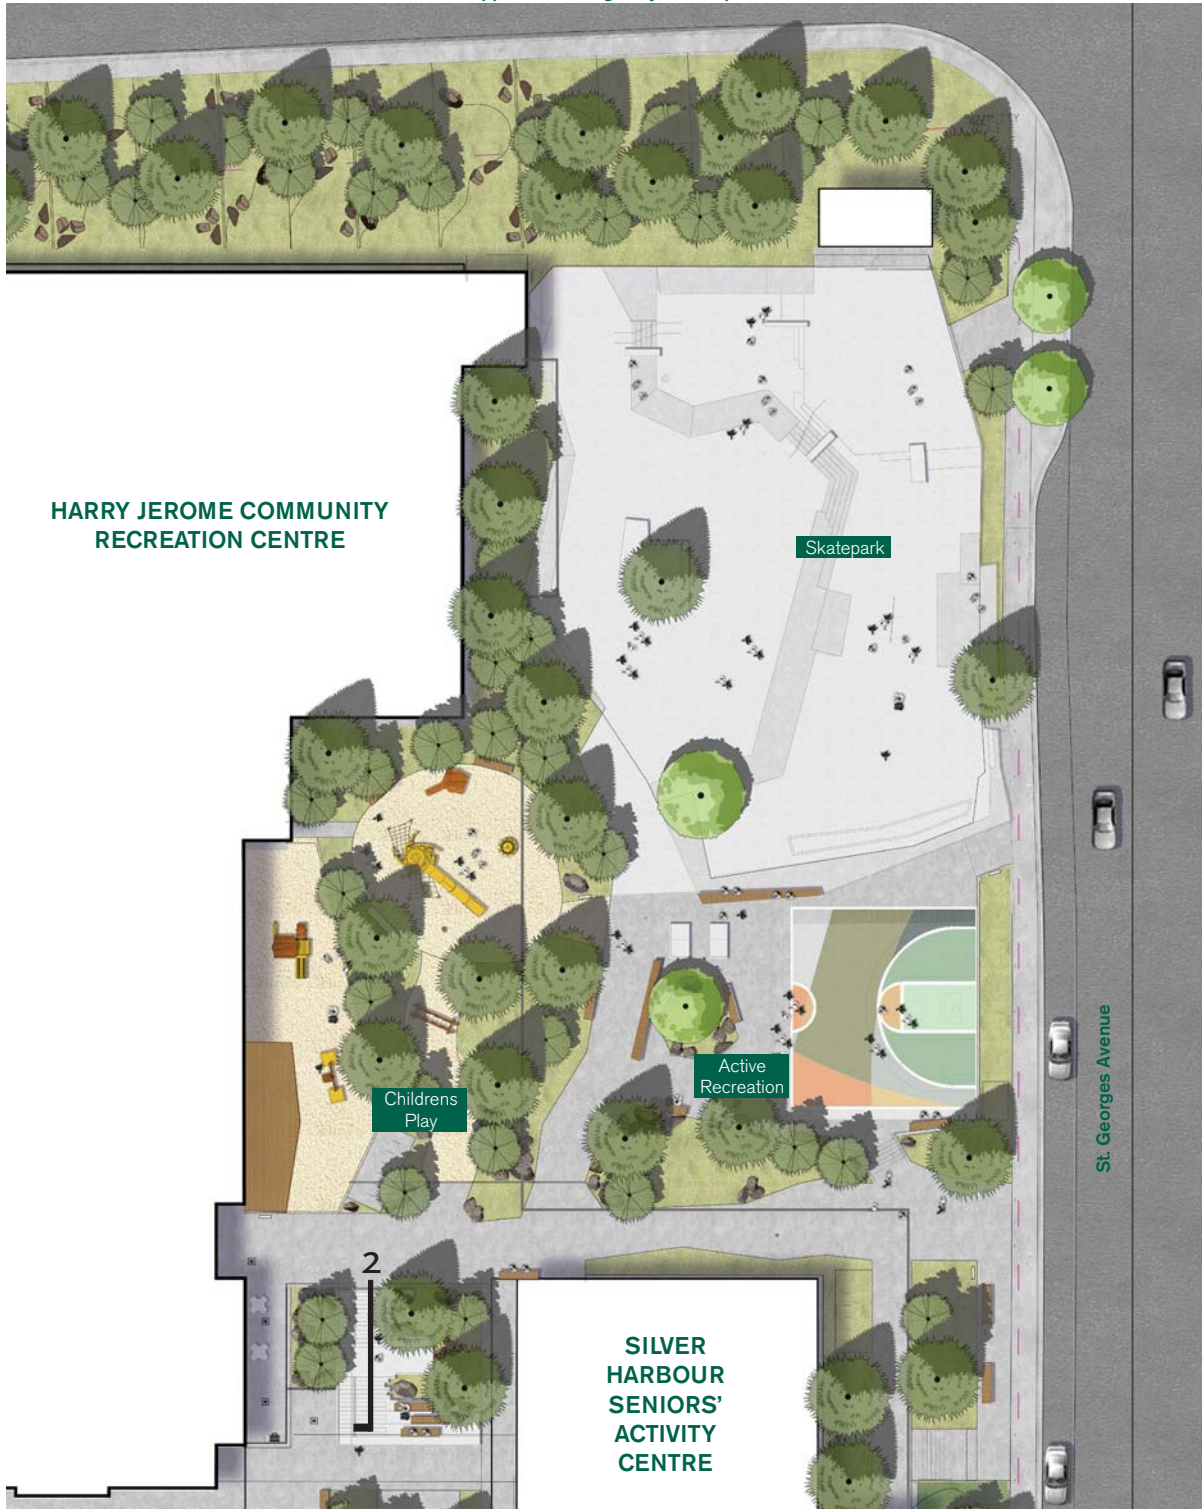 HARRY JEROME COMMUNITY
RECREATION CENTRE
Skatepark
Active
Recreation
Childrens
Play
St. Georges Avenue
2
SILVER
HARBOUR
SENIORS’
ACTIVITY
CENTRE